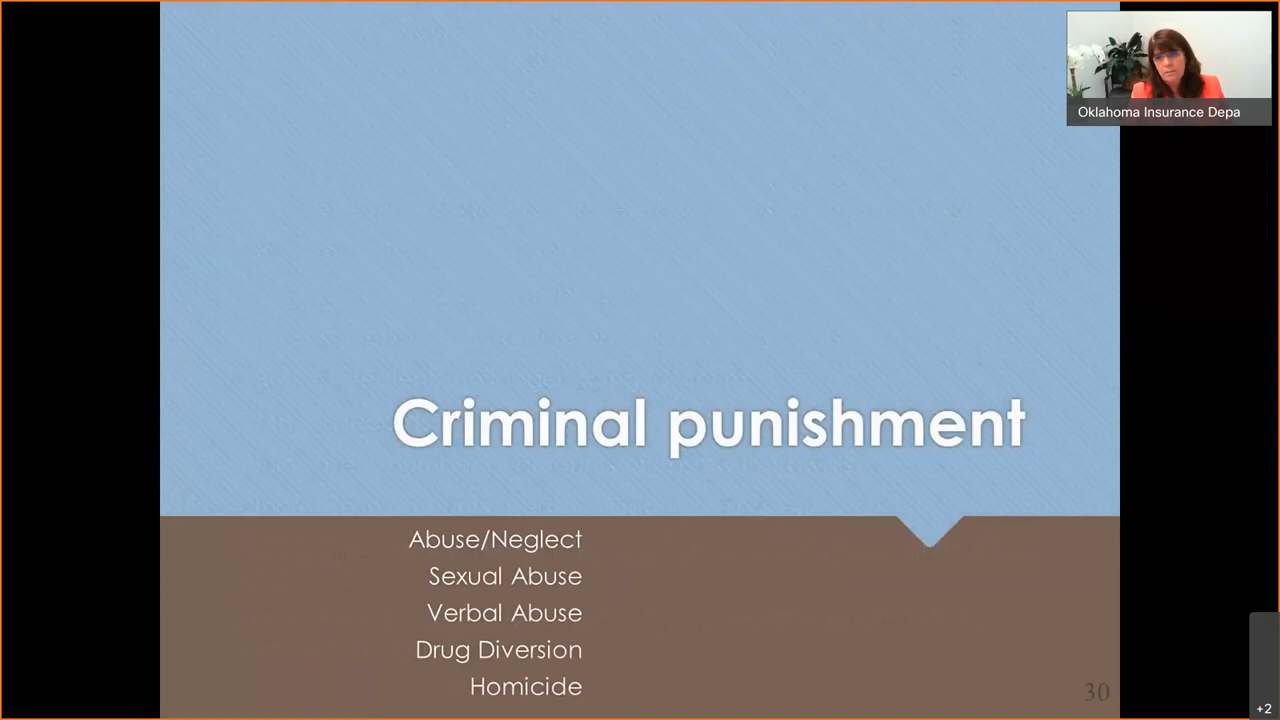 Oklahoma Insurance Depa
Criminal punishment
Abuse/Neglect
Sexual Abuse
Verbal Abuse
Drug Diversion
Homicide
30
+2